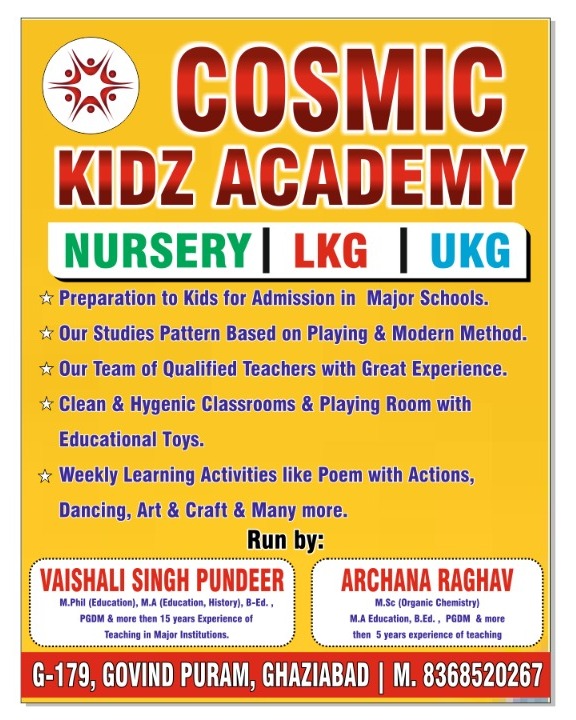 COSMIC
KIDZ ACADEMY
NURSERY | LKG | UKG
Preparation to Kids for Admission in Major Schools.
Our Studies Pattern Based on Playing & Modern Method.
Our Team of Qualified Teachers with Great Experience.
Clean & Hygenic Classrooms & Playing Room with
Educational Toys.
Weekly Learning Activities like Poem with Actions,
Dancing, Art & Craft & Many more.
Run by:
VAISHALI SINGH PUNDEER
M.Phil (Education), M.A (Education, History), B-Ed. ,
PGDM & more then 15 years Experience of
Teaching in Major Institutions.
ARCHANA RAGHAV
M.Sc (Organic Chemistry)
M.A Education, B.Ed. , PGDM & more
then 5 years experience of teaching
G-179, GOVIND PURAM, GHAZIABAD | M. 8368520267